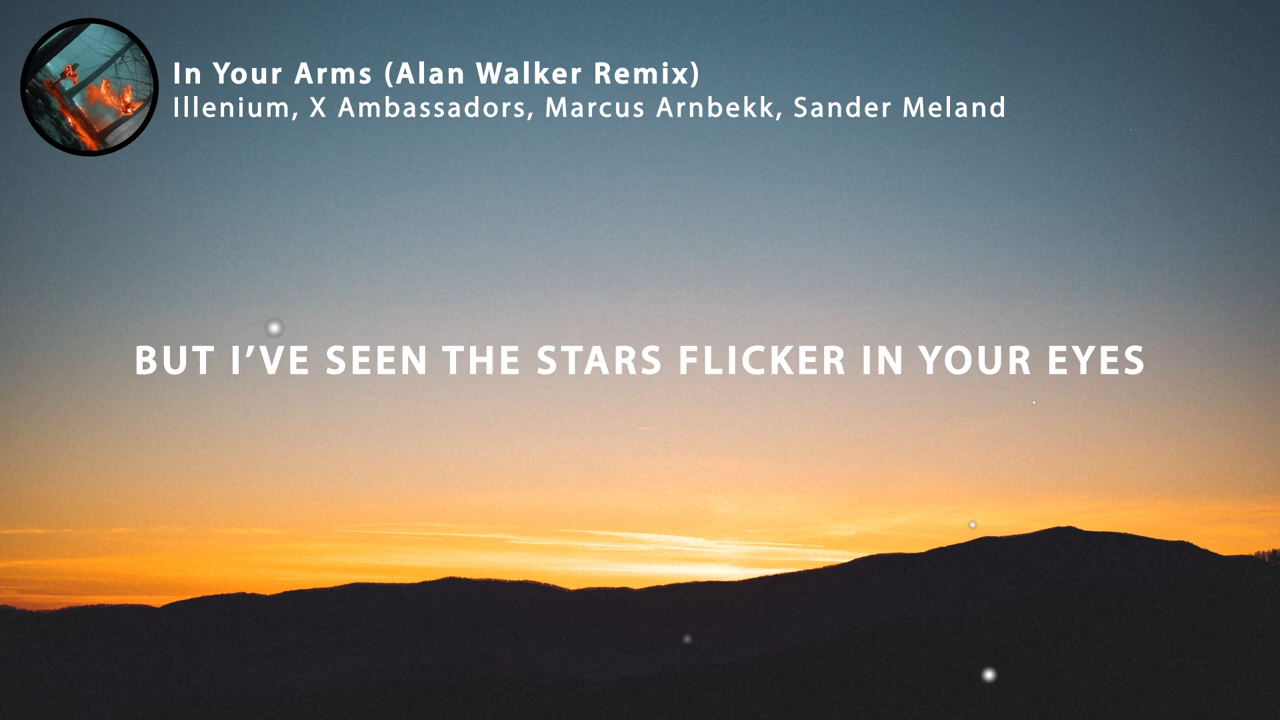 In Your Arms (Alan Walker Remix)
Illenium, X Ambassadors, Marcus Arnbekk, Sander Meland
BUT I’VE SEEN THE STARS FLICKER IN YOUR EYES